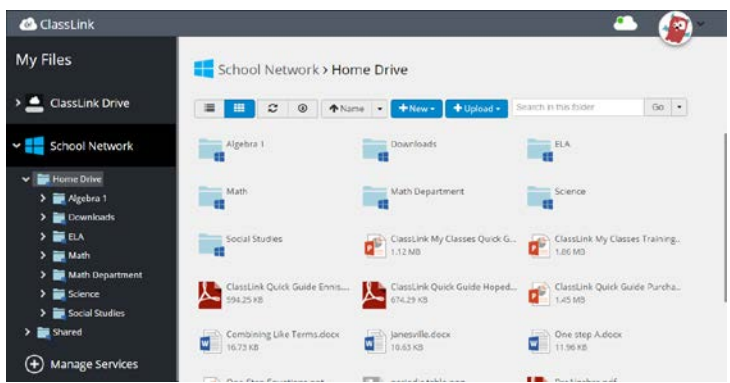 ClassLink
My Files
ClassLink Drive
School Network
Home Drive
Algebra 1
Downloads
ELA
Math
Math Department
Science
Social Studies
Shared
Manage Services
School Network > Home Drive
Name
New
Upload
Search in this folder
Go
Algebra 1
Downloads
ELA
Math
Math Department
Science
Social Studies
ClassLink My Classes Quick G...
1.12 MB
ClassLink My Classes Training..
1.86 MB
ClassLink Quick Guide Ennis....
594.25 KB
ClassLink Quick Guide Hoped...
674.29 KB
ClassLink Quick Guide Purcha..
1.45 MB
Combining Like Terms.docx
16.73 KB
Janesville.docx
10.63 KB
One step A.docx
11.96 KB